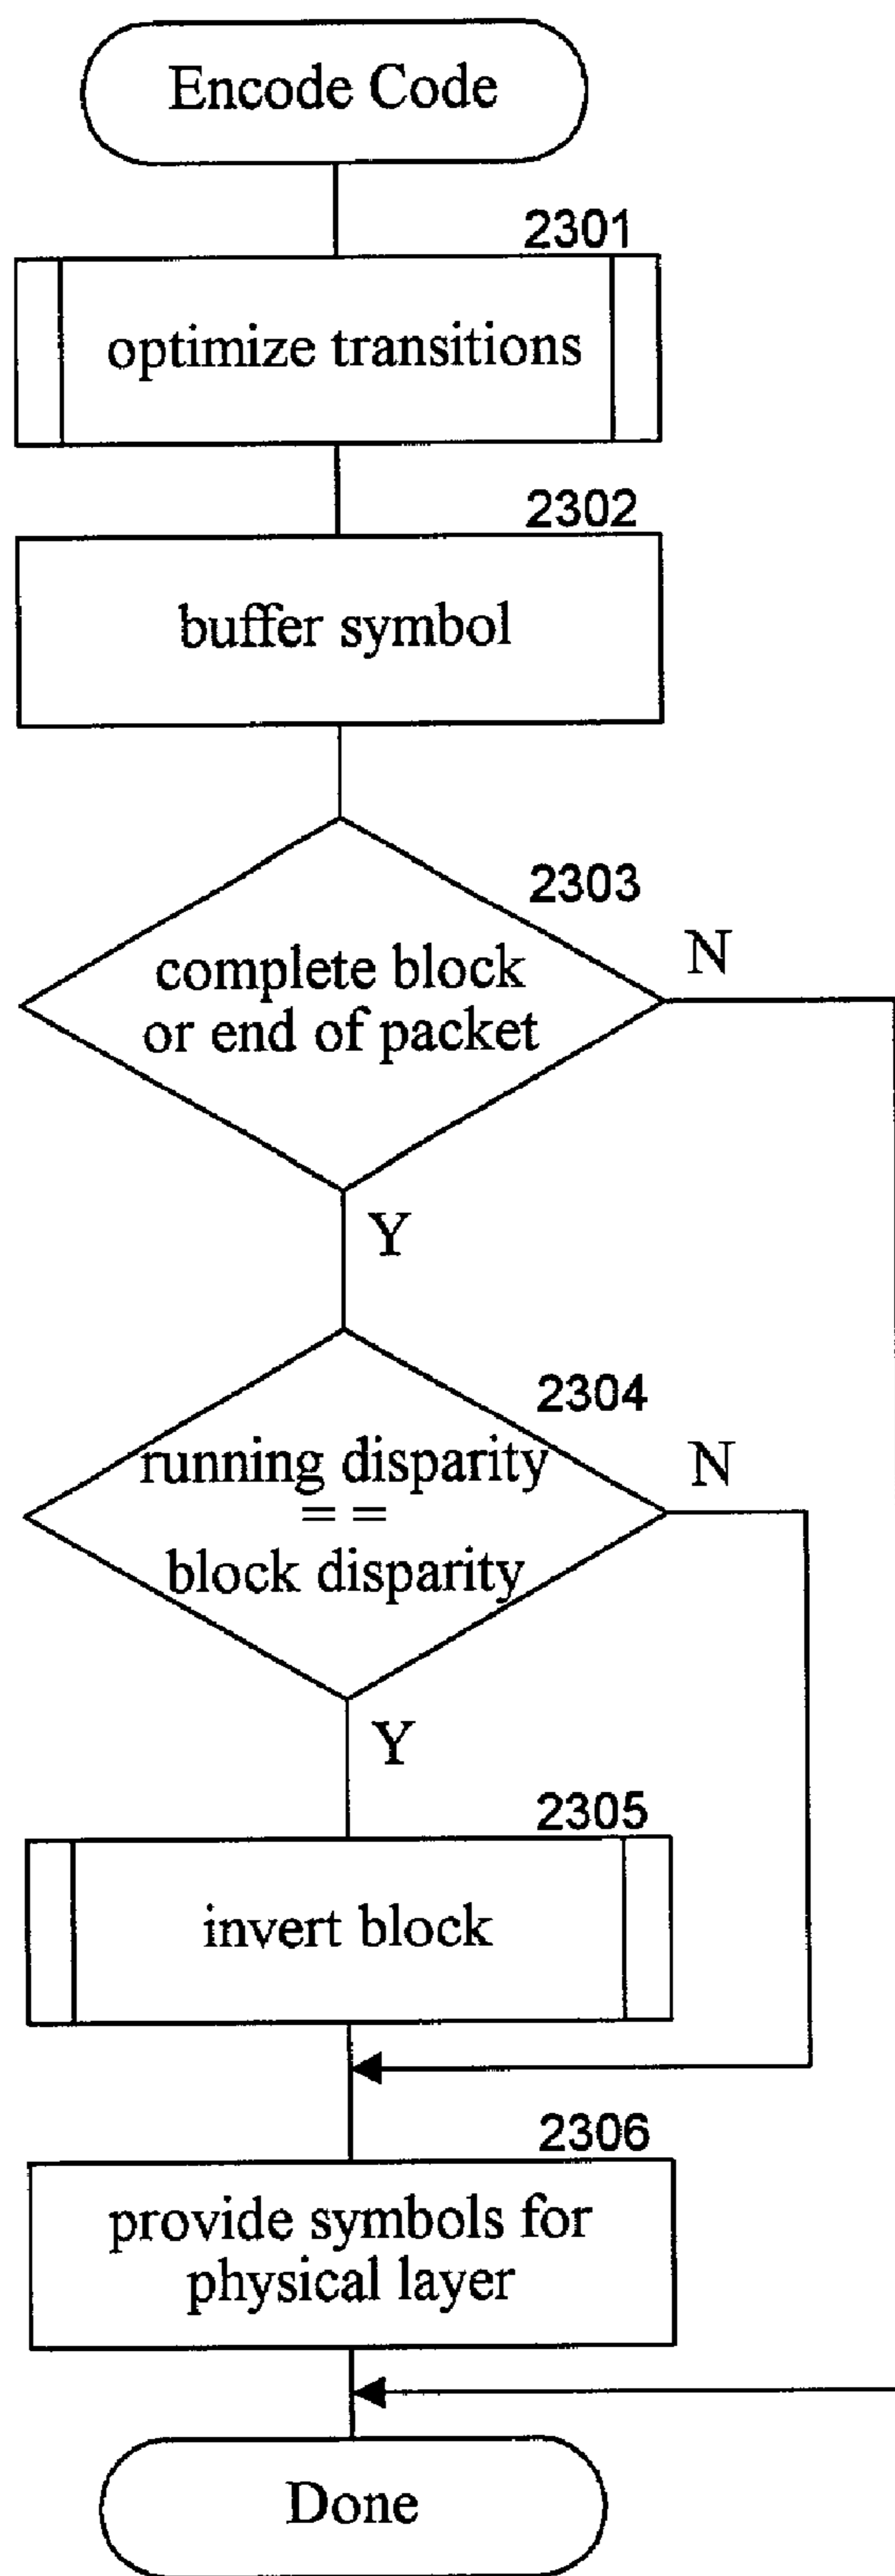 Encode Code
2301
optimize transitions
2302
buffer symbol
2303
complete block
or end of packet
N
Y
2304
running disparity
==
block disparity
N
Y
2305
invert block
2306
provide symbols for
physical layer
Done